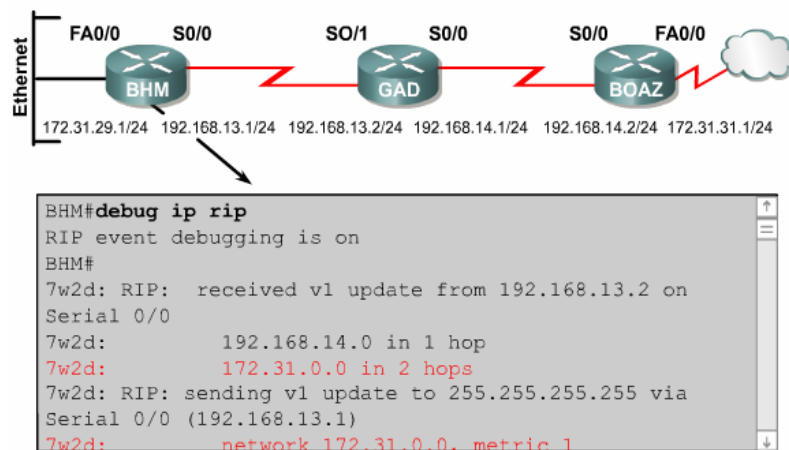 FA0/0 S0/0 SO/1 S0/0 S0/0 FA0/0
Ethernet
BHM GAD BOAZ
172.31.29.1/24 192.168.13.1/24 192.168.13.2/24 192.168.14.1/24 192.168.14.2/24 172.31.31.1/24
BHM#debug ip rip
RIP event debugging is on
BHM#
7w2d: RIP: received v1 update from 192.168.13.2 on
Serial 0/0
7w2d: 192.168.14.0 in 1 hop
7w2d: 172.31.0.0 in 2 hops
7w2d: RIP: sending v1 update to 255.255.255.255 via
Serial 0/0 (192.168.13.1)
7w2d: network 172.31.0.0, metric 1